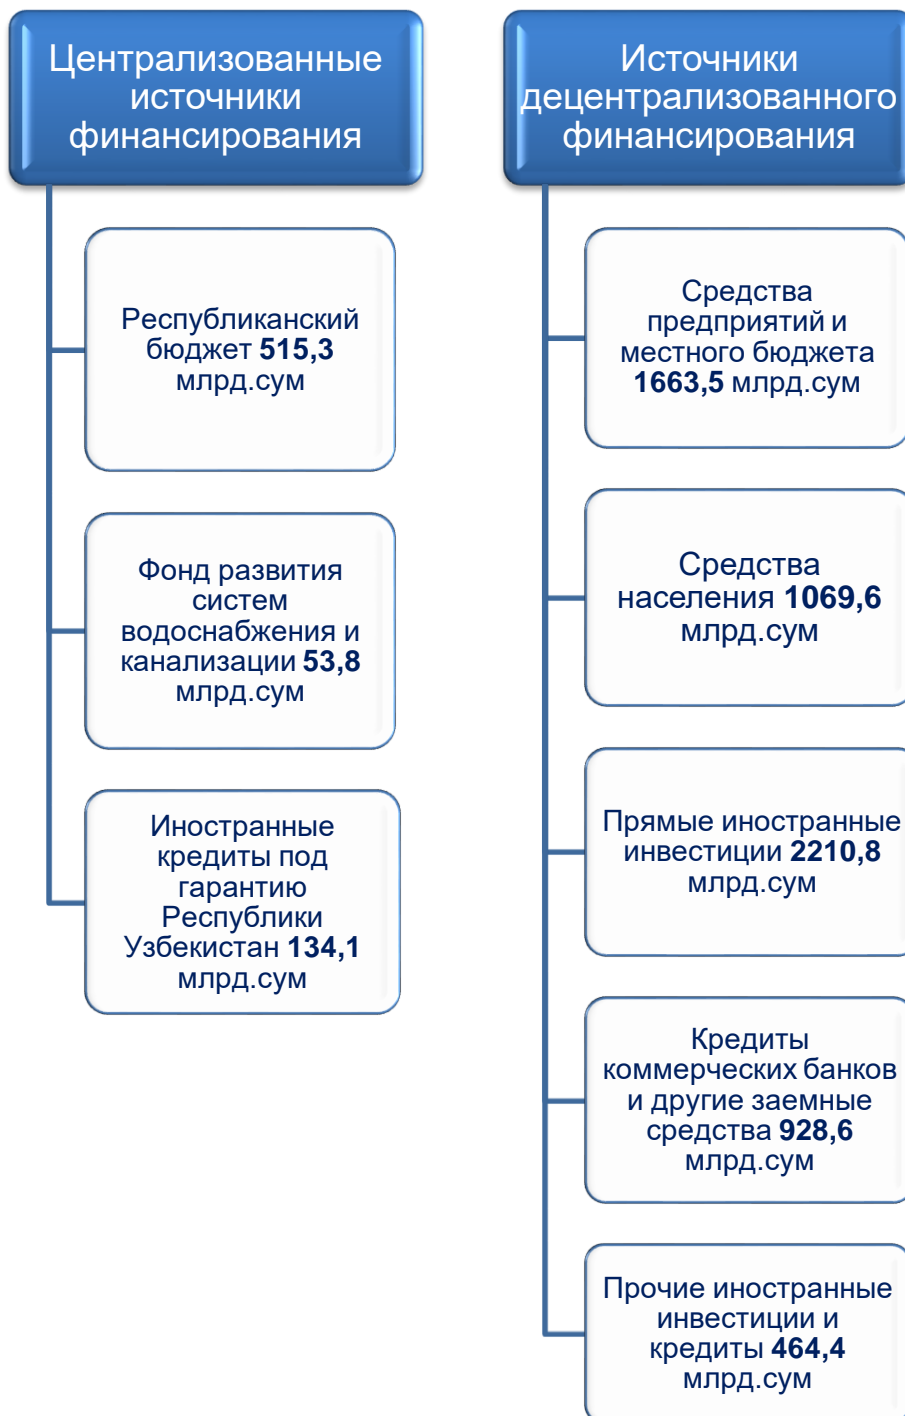 Централизованные
источники
финансирования
Республиканский
бюджет 515,3
млрд.сум
Фонд развития
систем
водоснабжения и
канализации 53,8
млрд.сум
Иностранные
кредиты под
гарантию
Республики
Узбекистан 134,1
млрд.сум
Источники
децентрализованного
финансирования
Средства
предприятий и
местного бюджета
1663,5 млрд.сум
Средства
населения 1069,6
млрд.сум
Прямые иностранные
инвестиции 2210,8
млрд.сум
Кредиты
коммерческих банков
и другие заемные
средства 928,6
млрд.сум
Прочие иностранные
инвестиции и
кредиты 464,4
млрд.сум